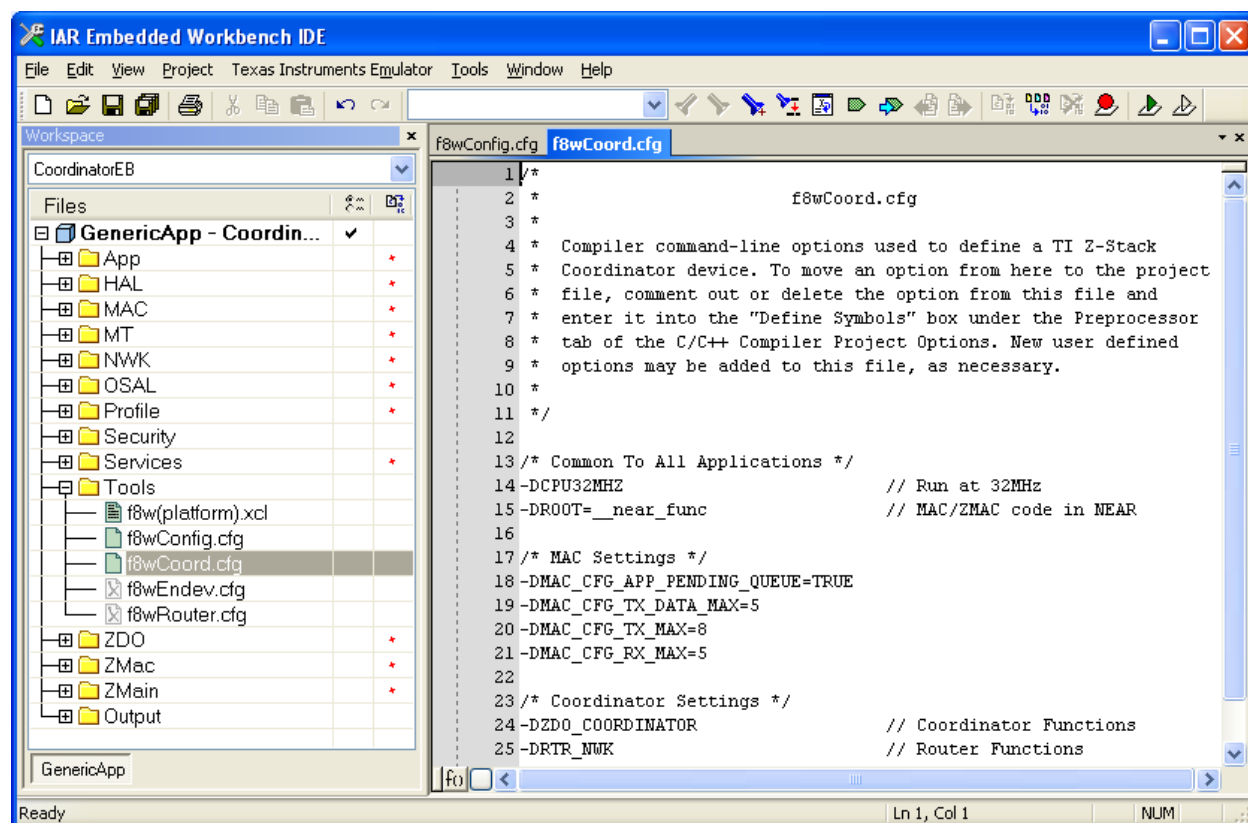 IAR Embedded Workbench IDE
File Edit View Project Texas Instruments Emulator Tools Window Help
Workspace
CoordinatorEB
Files
GenericApp - Coordin...
App
HAL
MAC
MT
NWK
OSAL
Profile
Security
Services
Tools
f8w(platform).xcl
f8wConfig.cfg
f8wCoord.cfg
f8wEndev.cfg
f8wRouter.cfg
ZDO
ZMac
ZMain
Output
GenericApp
f8wConfig.cfg f8wCoord.cfg
1 /*
2 * f8wCoord.cfg
3 *
4 * Compiler command-line options used to define a TI Z-Stack
5 * Coordinator device. To move an option from here to the project
6 * file, comment out or delete the option from this file and
7 * enter it into the "Define Symbols" box under the Preprocessor
8 * tab of the C/C++ Compiler Project Options. New user defined
9 * options may be added to this file, as necessary.
10 *
11 */
12
13 /* Common To All Applications */
14 -DCPU32MHZ // Run at 32MHz
15 -DROOT=__near_func // MAC/ZMAC code in NEAR
16
17 /* MAC Settings */
18 -DMAC_CFG_APP_PENDING_QUEUE=TRUE
19 -DMAC_CFG_TX_DATA_MAX=5
20 -DMAC_CFG_TX_MAX=8
21 -DMAC_CFG_RX_MAX=5
22
23 /* Coordinator Settings */
24 -DZDO_COORDINATOR // Coordinator Functions
25 -DRTR_NWK // Router Functions
f()
Ready Ln 1, Col 1 NUM